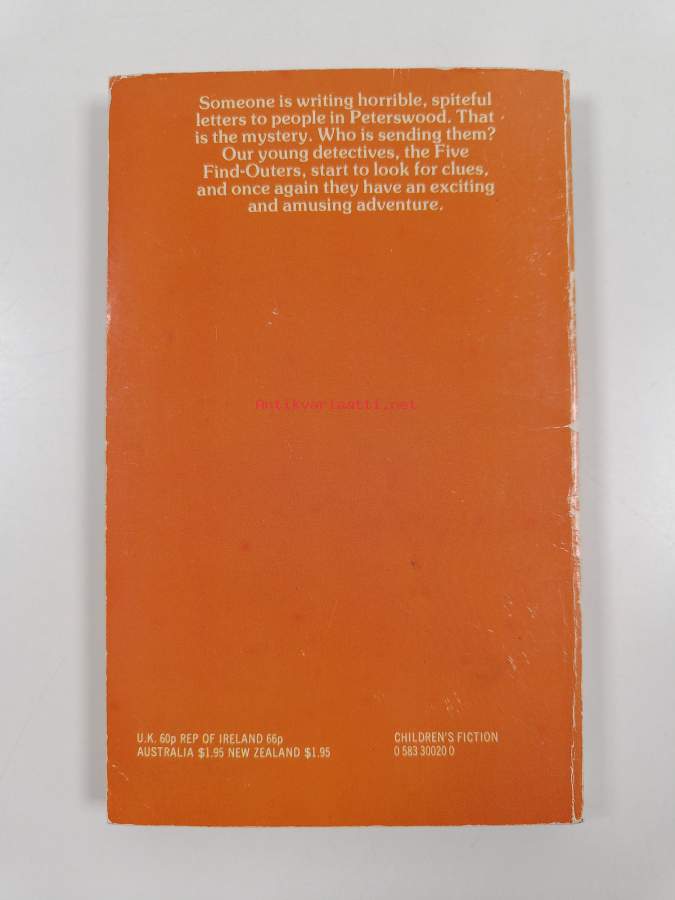 Someone is writing horrible, spiteful
letters to people in Peterswood. That
is the mystery. Who is sending them?
Our young detectives, the Five
Find-Outers, start to look for clues,
and once again they have an exciting
and amusing adventure.
Antikvariaatti.net
U.K. 60p REP OF IRELAND 66p
AUSTRALIA $1.95 NEW ZEALAND $1.95
CHILDREN'S FICTION
0 583 30020 0